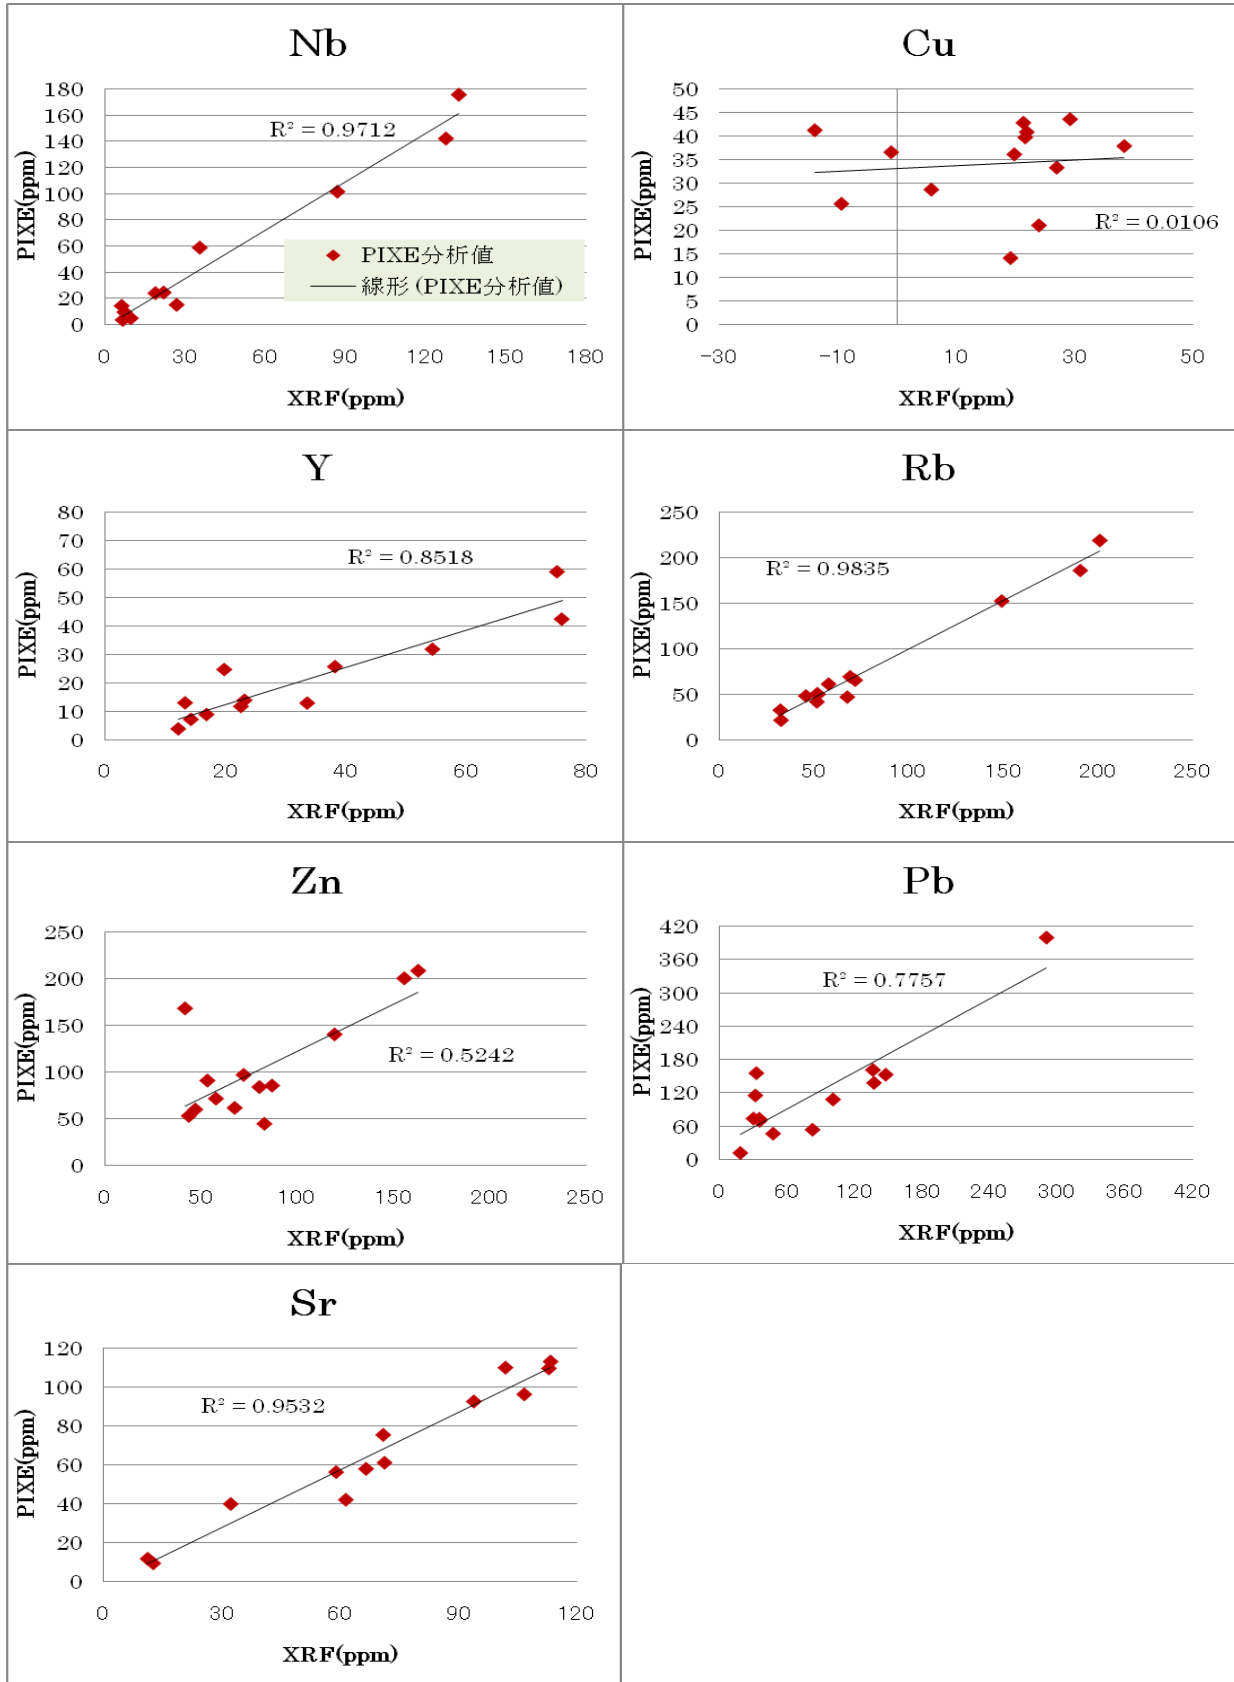 Nb
180
160
140
120
100
80
60
40
20
0
PIXE(ppm)
R² = 0.9712
PIXE分析値
線形 (PIXE分析値)
0 30 60 90 120 150 180
XRF(ppm)
Cu
50
45
40
35
30
25
20
15
10
5
0
PIXE(ppm)
R² = 0.0106
−30 −10 10 30 50
XRF(ppm)
Y
80
70
60
50
40
30
20
10
0
PIXE(ppm)
R² = 0.8518
0 20 40 60 80
XRF(ppm)
Rb
250
200
150
100
50
0
PIXE(ppm)
R² = 0.9835
0 50 100 150 200 250
XRF(ppm)
Zn
250
200
150
100
50
0
PIXE(ppm)
R² = 0.5242
0 50 100 150 200 250
XRF(ppm)
Pb
420
360
300
240
180
120
60
0
PIXE(ppm)
R² = 0.7757
0 60 120 180 240 300 360 420
XRF(ppm)
Sr
120
100
80
60
40
20
0
PIXE(ppm)
R² = 0.9532
0 30 60 90 120
XRF(ppm)